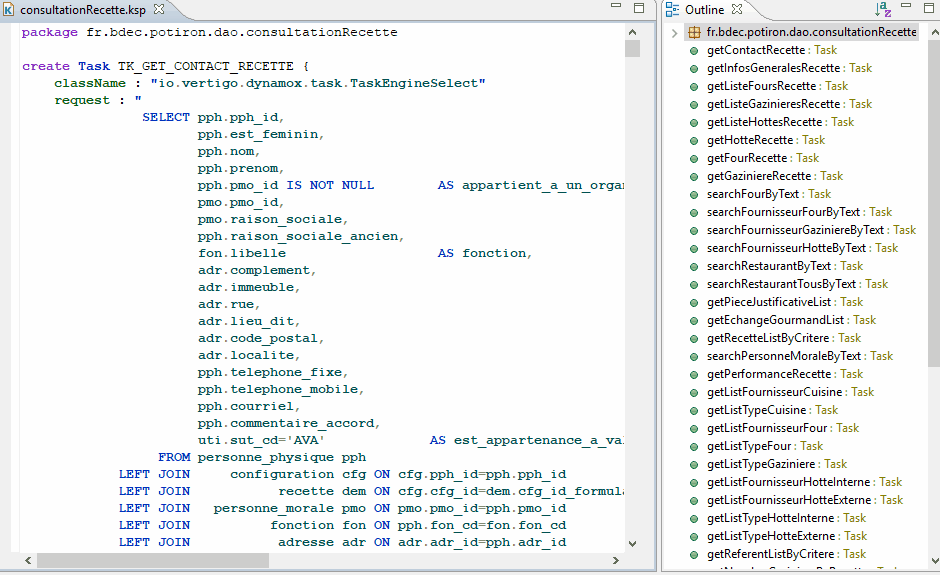 consultationRecette.ksp
package fr.bdec.potiron.dao.consultationRecette
create Task TK_GET_CONTACT_RECETTE {
className : "io.vertigo.dynamox.task.TaskEngineSelect"
request : "
SELECT pph.pph_id,
pph.est_feminin,
pph.nom,
pph.prenom,
pph.pmo_id IS NOT NULL AS appartient_a_un_organ
pmo.pmo_id,
pmo.raison_sociale,
pph.raison_sociale_ancien,
fon.libelle AS fonction,
adr.complement,
adr.immeuble,
adr.rue,
adr.lieu_dit,
adr.code_postal,
adr.localite,
pph.telephone_fixe,
pph.telephone_mobile,
pph.courriel,
pph.commentaire_accord,
uti.sut_cd='AVA' AS est_appartenance_a_val
FROM personne_physique pph
LEFT JOIN configuration cfg ON cfg.pph_id=pph.pph_id
LEFT JOIN recette dem ON cfg.cfg_id=dem.cfg_id_formula
LEFT JOIN personne_morale pmo ON pmo.pmo_id=pph.pmo_id
LEFT JOIN fonction fon ON pph.fon_cd=fon.fon_cd
LEFT JOIN adresse adr ON adr.adr_id=pph.adr_id
Outline
fr.bdec.potiron.dao.consultationRecette
getContactRecette : Task
getInfosGeneralesRecette : Task
getListeFoursRecette : Task
getListeGazinieresRecette : Task
getListeHottesRecette : Task
getHotteRecette : Task
getFourRecette : Task
getGaziniereRecette : Task
searchFourByText : Task
searchFournisseurFourByText : Task
searchFournisseurGaziniereByText : Task
searchFournisseurHotteByText : Task
searchRestaurantByText : Task
searchRestaurantTousByText : Task
getPieceJustificativeList : Task
getEchangeGourmandList : Task
getRecetteListByCritere : Task
searchPersonneMoraleByText : Task
getPerformanceRecette : Task
getListFournisseurCuisine : Task
getListTypeCuisine : Task
getListFournisseurFour : Task
getListTypeFour : Task
getListTypeGaziniere : Task
getListFournisseurHotteInterne : Task
getListFournisseurHotteExterne : Task
getListTypeHotteInterne : Task
getListTypeHotteExterne : Task
getReferentListByCritere : Task